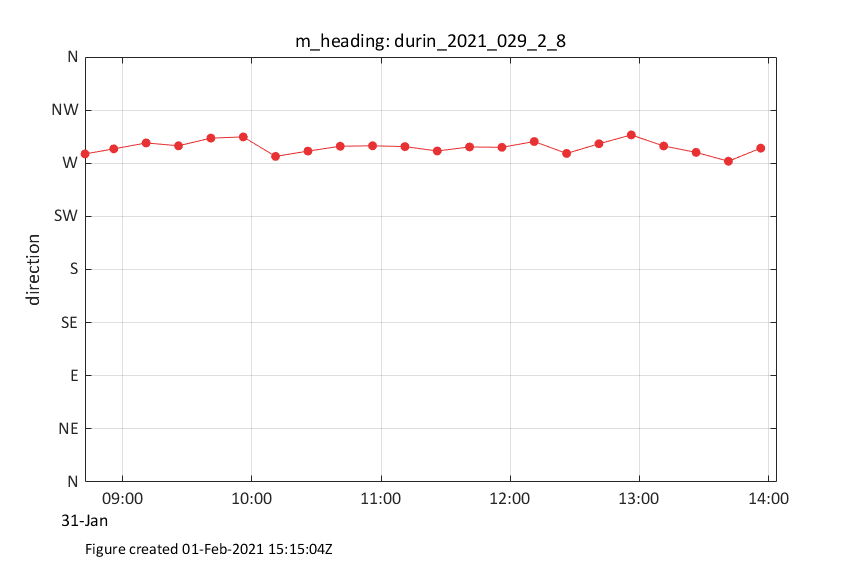 m_heading: durin_2021_029_2_8
N
NW
W
SW
S
SE
E
NE
N
direction
09:00 10:00 11:00 12:00 13:00 14:00
31-Jan
Figure created 01-Feb-2021 15:15:04Z